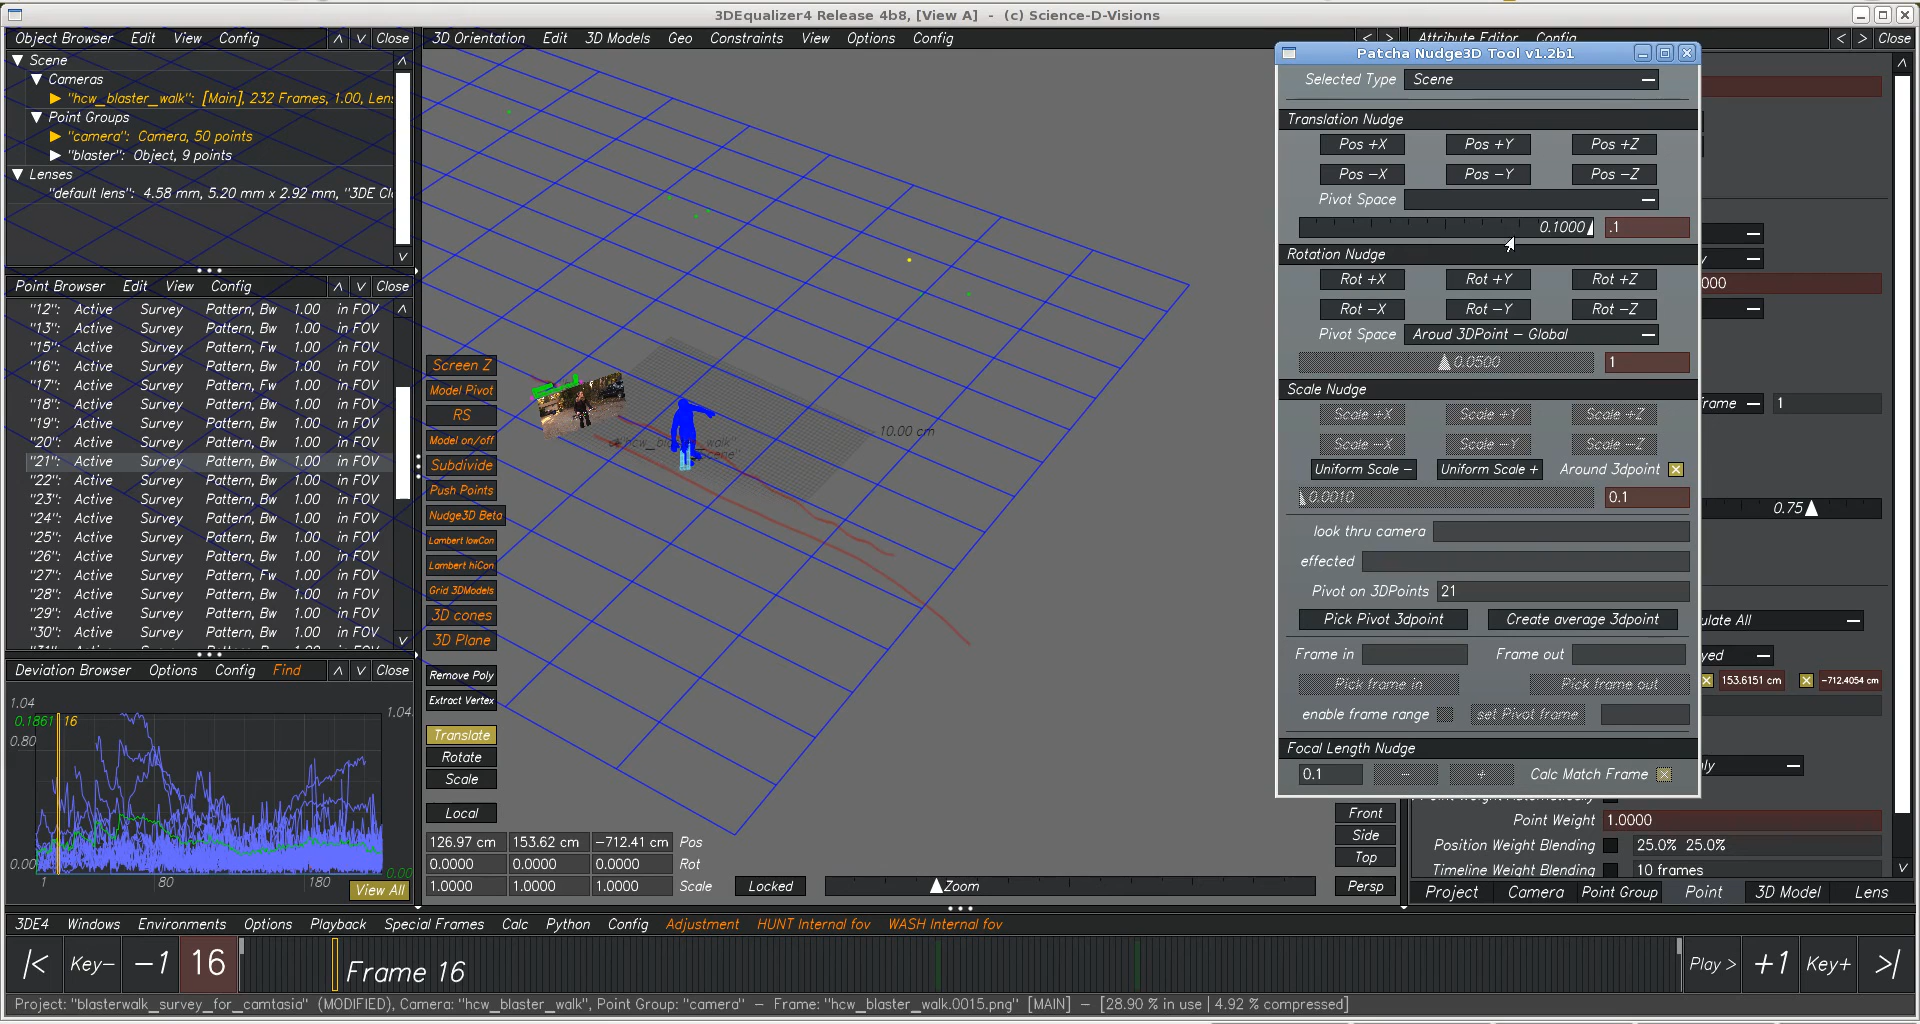 3DEqualizer4 Release 4b8, [View A]  -  (c) Science-D-Visions
Object Browser Edit View Config Close
Scene
Cameras
"hcw_blaster_walk": [Main], 232 Frames, 1.00, Lens
Point Groups
"camera": Camera, 50 points
"blaster": Object, 9 points
Lenses
"default lens": 4.58 mm, 5.20 mm x 2.92 mm, "3DE Cl
Point Browser Edit View Config Close
"12": Active Survey Pattern, Bw 1.00 in FOV
"13": Active Survey Pattern, Bw 1.00 in FOV
"15": Active Survey Pattern, Fw 1.00 in FOV
"16": Active Survey Pattern, Bw 1.00 in FOV
"17": Active Survey Pattern, Fw 1.00 in FOV
"18": Active Survey Pattern, Bw 1.00 in FOV
"19": Active Survey Pattern, Bw 1.00 in FOV
"20": Active Survey Pattern, Bw 1.00 in FOV
"21": Active Survey Pattern, Bw 1.00 in FOV
"22": Active Survey Pattern, Bw 1.00 in FOV
"23": Active Survey Pattern, Bw 1.00 in FOV
"24": Active Survey Pattern, Bw 1.00 in FOV
"25": Active Survey Pattern, Bw 1.00 in FOV
"26": Active Survey Pattern, Bw 1.00 in FOV
"27": Active Survey Pattern, Fw 1.00 in FOV
"28": Active Survey Pattern, Bw 1.00 in FOV
"29": Active Survey Pattern, Bw 1.00 in FOV
"30": Active Survey Pattern, Bw 1.00 in FOV
Deviation Browser Options Config Find Close
1.04
0.1861 16
1.04
0.80
0.00
0.00
1 80 180
View All
3D Orientation Edit 3D Models Geo Constraints View Options Config
Screen Z
Model Pivot
RS
Model on/off
Subdivide
Push Points
Nudge3D Beta
Lambert lowCon
Lambert hiCon
Grid 3DModels
3D cones
3D Plane
Remove Poly
Extract Vertex
Translate
Rotate
Scale
Local
10.00 cm
126.97 cm 153.62 cm -712.41 cm Pos
0.0000 0.0000 0.0000 Rot
1.0000 1.0000 1.0000 Scale
Locked
Zoom
Front
Side
Top
Persp
Attribute Editor Config Close
Patcha Nudge3D Tool v1.2b1
Selected Type Scene
Translation Nudge
Pos +X Pos +Y Pos +Z
Pos -X Pos -Y Pos -Z
Pivot Space
0.1000 .1
Rotation Nudge
Rot +X Rot +Y Rot +Z
Rot -X Rot -Y Rot -Z
Pivot Space Aroud 3DPoint - Global
0.0500 1
Scale Nudge
Scale +X Scale +Y Scale +Z
Scale -X Scale -Y Scale -Z
Uniform Scale - Uniform Scale + Around 3dpoint
0.0010 0.1
look thru camera
effected
Pivot on 3DPoints 21
Pick Pivot 3dpoint Create average 3dpoint
Frame in Frame out
Pick frame in Pick frame out
enable frame range set Pivot frame
Focal Length Nudge
0.1 - + Calc Match Frame
000
rame 1
0.75
ulate All
yed
153.6151 cm -712.4054 cm
ly
Point Weight 1.0000
Position Weight Blending 25.0% 25.0%
Timeline Weight Blending 10 frames
Project Camera Point Group Point 3D Model Lens
3DE4 Windows Environments Options Playback Special Frames Calc Python Config Adjustment HUNT Internal fov WASH Internal fov
|< Key- -1 16 Frame 16 Play > +1 Key+ >|
Project: "blasterwalk_survey_for_camtasia" (MODIFIED), Camera: "hcw_blaster_walk", Point Group: "camera" - Frame: "hcw_blaster_walk.0015.png" [MAIN] - [28.90 % in use | 4.92 % compressed]